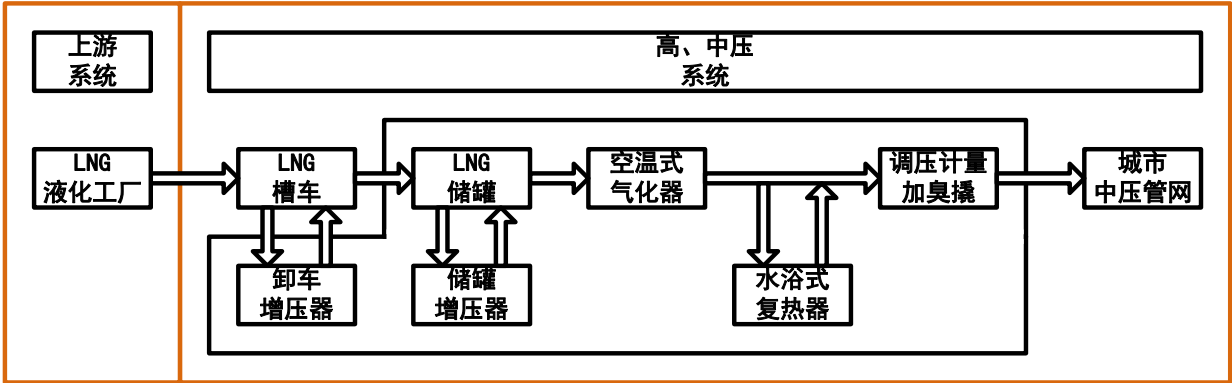 上游
系统
高、中压
系统
LNG
液化工厂
LNG
槽车
LNG
储罐
空温式
气化器
调压计量
加臭撬
城市
中压管网
卸车
增压器
储罐
增压器
水浴式
复热器